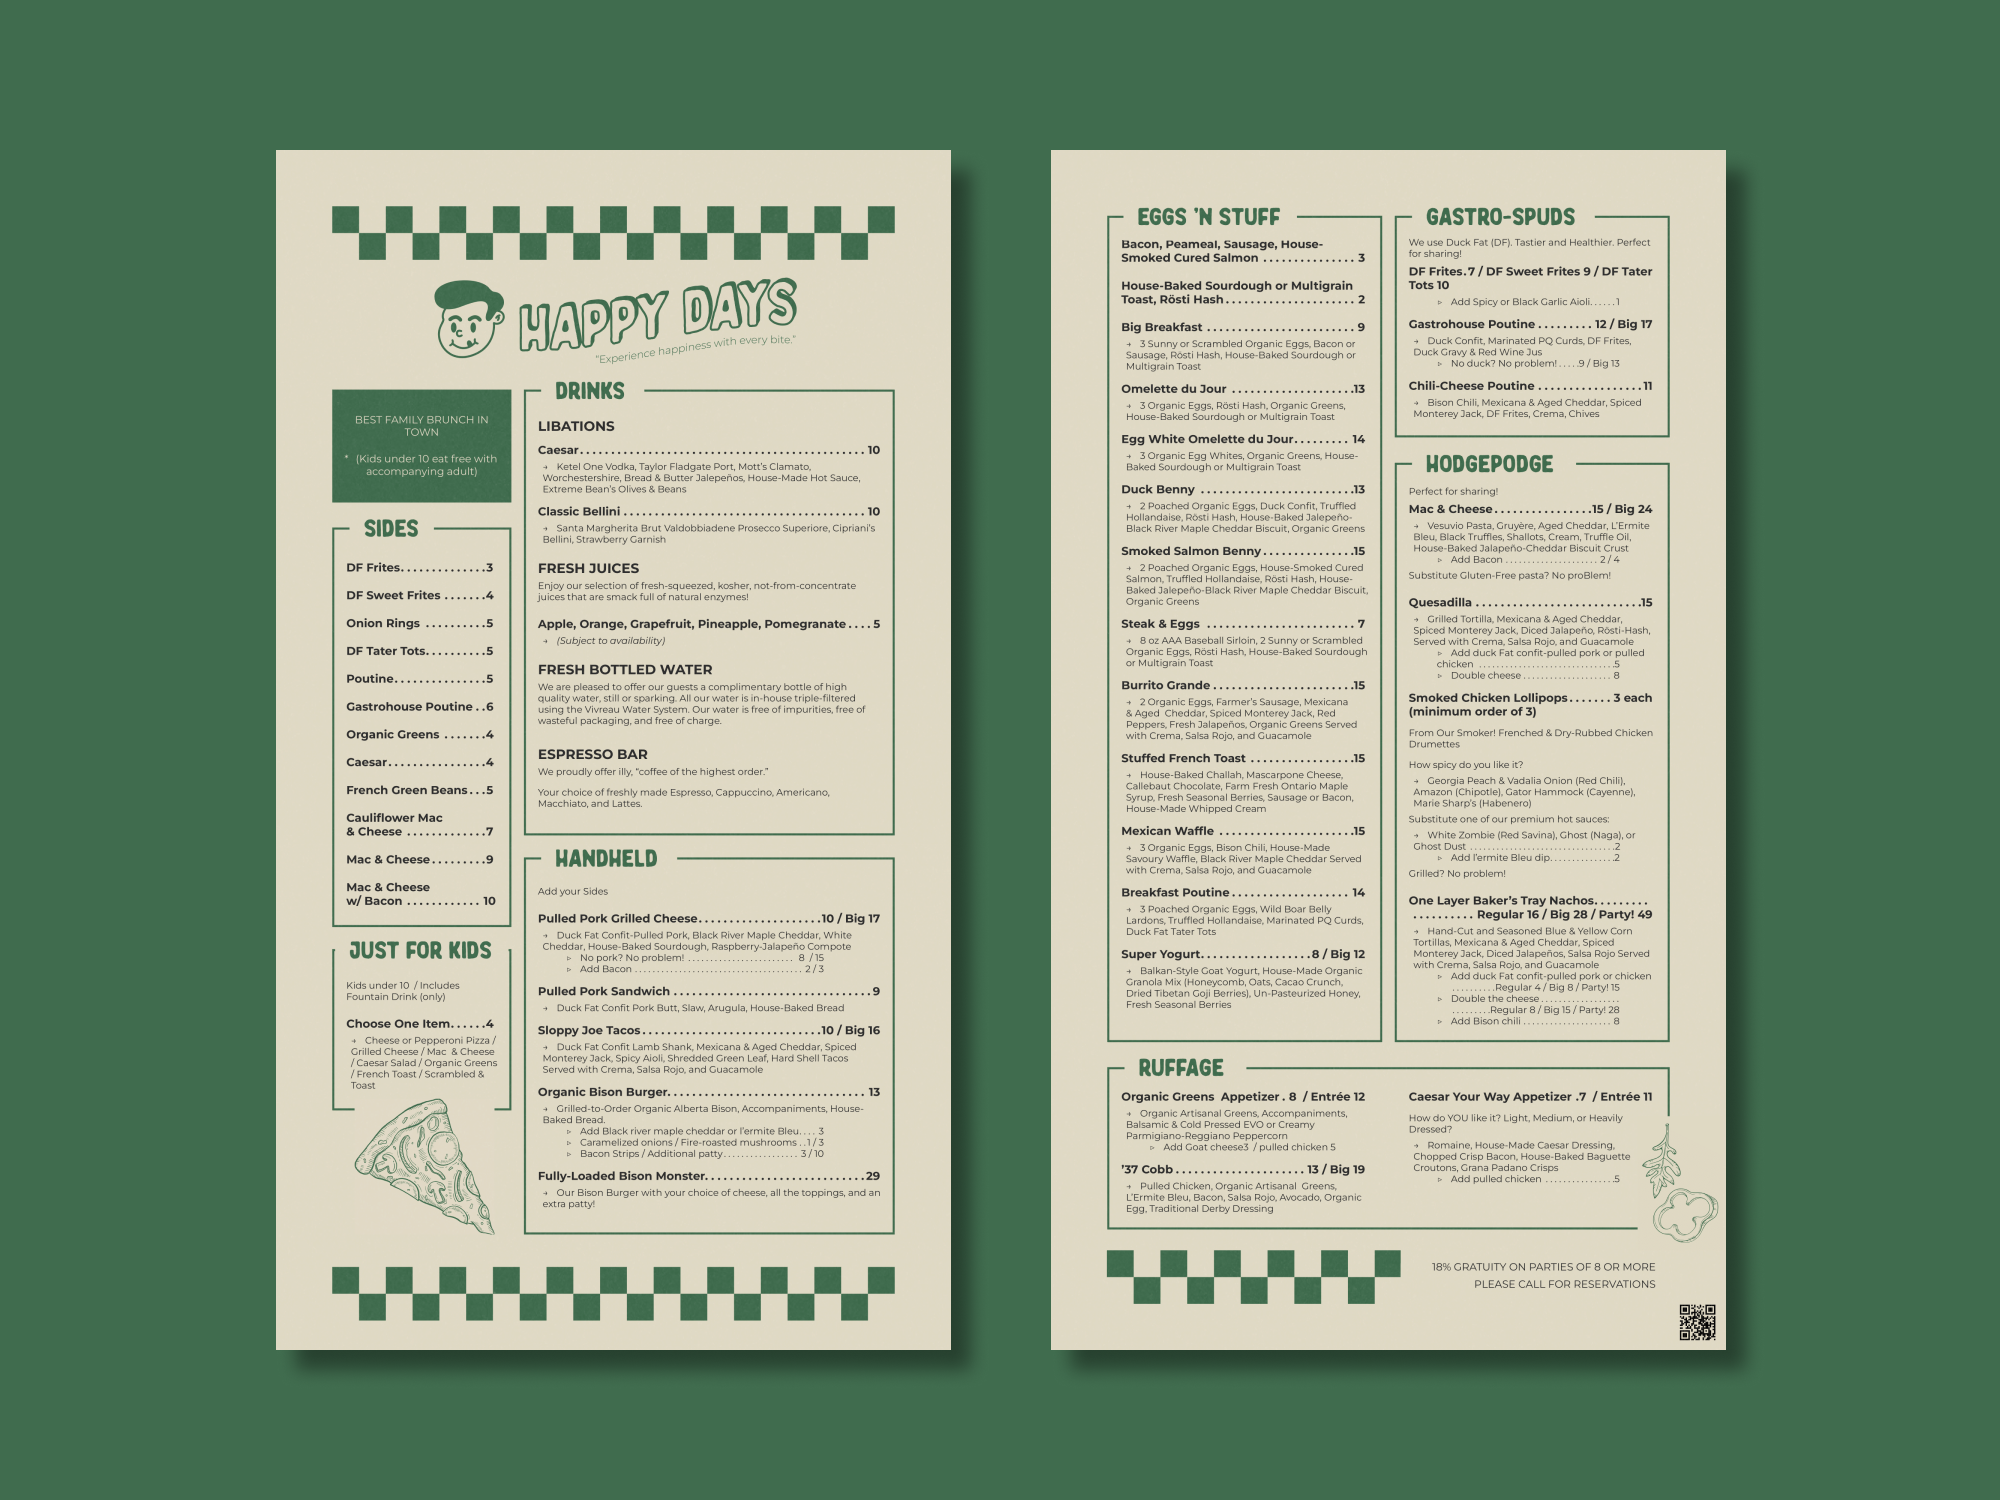 HAPPY DAYS
"Experience happiness with every bite."
BEST FAMILY BRUNCH IN
TOWN
* (Kids under 10 eat free with
accompanying adult)
SIDES
DF Frites..............3
DF Sweet Frites .......4
Onion Rings ..........5
DF Tater Tots..........5
Poutine...............5
Gastrohouse Poutine ..6
Organic Greens .......4
Caesar................4
French Green Beans...5
Cauliflower Mac
& Cheese .............7
Mac & Cheese.........9
Mac & Cheese
w/ Bacon ............ 10
JUST FOR KIDS
Kids under 10 / Includes
Fountain Drink (only)
Choose One Item......4
→ Cheese or Pepperoni Pizza /
Grilled Cheese / Mac & Cheese
/ Caesar Salad / Organic Greens
/ French Toast / Scrambled &
Toast
DRINKS
LIBATIONS
Caesar.............................................. 10
→ Ketel One Vodka, Taylor Fladgate Port, Mott's Clamato,
Worchestershire, Bread & Butter Jalepeños, House-Made Hot Sauce,
Extreme Bean's Olives & Beans
Classic Bellini ....................................... 10
→ Santa Margherita Brut Valdobbiadene Prosecco Superiore, Cipriani's
Bellini, Strawberry Garnish
FRESH JUICES
Enjoy our selection of fresh-squeezed, kosher, not-from-concentrate
juices that are smack full of natural enzymes!
Apple, Orange, Grapefruit, Pineapple, Pomegranate.... 5
→ (Subject to availability)
FRESH BOTTLED WATER
We are pleased to offer our guests a complimentary bottle of high
quality water, still or sparking. All our water is in-house triple-filtered
using the Vivreau Water System. Our water is free of impurities, free of
wasteful packaging, and free of charge.
ESPRESSO BAR
We proudly offer illy, "coffee of the highest order."
Your choice of freshly made Espresso, Cappuccino, Americano,
Macchiato, and Lattes.
HANDHELD
Add your Sides
Pulled Pork Grilled Cheese....................10 / Big 17
→ Duck Fat Confit-Pulled Pork, Black River Maple Cheddar, White
Cheddar, House-Baked Sourdough, Raspberry-Jalapeño Compote
▹ No pork? No problem! ........................ 8 / 15
▹ Add Bacon ...................................... 2 / 3
Pulled Pork Sandwich ................................ 9
→ Duck Fat Confit Pork Butt, Slaw, Arugula, House-Baked Bread
Sloppy Joe Tacos.............................10 / Big 16
→ Duck Fat Confit Lamb Shank, Mexicana & Aged Cheddar, Spiced
Monterey Jack, Spicy Aioli, Shredded Green Leaf, Hard Shell Tacos
Served with Crema, Salsa Rojo, and Guacamole
Organic Bison Burger................................ 13
→ Grilled-to-Order Organic Alberta Bison, Accompaniments, House-
Baked Bread.
▹ Add Black river maple cheddar or l'ermite Bleu.... 3
▹ Caramelized onions / Fire-roasted mushrooms ..1 / 3
▹ Bacon Strips / Additional patty................. 3 / 10
Fully-Loaded Bison Monster..........................29
→ Our Bison Burger with your choice of cheese, all the toppings, and an
extra patty!
EGGS 'N STUFF
Bacon, Peameal, Sausage, House-
Smoked Cured Salmon ............... 3
House-Baked Sourdough or Multigrain
Toast, Rösti Hash..................... 2
Big Breakfast ........................ 9
→ 3 Sunny or Scrambled Organic Eggs, Bacon or
Sausage, Rösti Hash, House-Baked Sourdough or
Multigrain Toast
Omelette du Jour ....................13
→ 3 Organic Eggs, Rösti Hash, Organic Greens,
House-Baked Sourdough or Multigrain Toast
Egg White Omelette du Jour......... 14
→ 3 Organic Egg Whites, Organic Greens, House-
Baked Sourdough or Multigrain Toast
Duck Benny .........................13
→ 2 Poached Organic Eggs, Duck Confit, Truffled
Hollandaise, Rösti Hash, House-Baked Jalepeño-
Black River Maple Cheddar Biscuit, Organic Greens
Smoked Salmon Benny..............15
→ 2 Poached Organic Eggs, House-Smoked Cured
Salmon, Truffled Hollandaise, Rösti Hash, House-
Baked Jalepeño-Black River Maple Cheddar Biscuit,
Organic Greens
Steak & Eggs ........................ 7
→ 8 oz AAA Baseball Sirloin, 2 Sunny or Scrambled
Organic Eggs, Rösti Hash, House-Baked Sourdough
or Multigrain Toast
Burrito Grande ......................15
→ 2 Organic Eggs, Farmer's Sausage, Mexicana
& Aged Cheddar, Spiced Monterey Jack, Red
Peppers, Fresh Jalapeños, Organic Greens Served
with Crema, Salsa Rojo, and Guacamole
Stuffed French Toast .................15
→ House-Baked Challah, Mascarpone Cheese,
Callebaut Chocolate, Farm Fresh Ontario Maple
Syrup, Fresh Seasonal Berries, Sausage or Bacon,
House-Made Whipped Cream
Mexican Waffle ......................15
→ 3 Organic Eggs, Bison Chili, House-Made
Savoury Waffle, Black River Maple Cheddar Served
with Crema, Salsa Rojo, and Guacamole
Breakfast Poutine ................... 14
→ 3 Poached Organic Eggs, Wild Boar Belly
Lardons, Truffled Hollandaise, Marinated PQ Curds,
Duck Fat Tater Tots
Super Yogurt..................8 / Big 12
→ Balkan-Style Goat Yogurt, House-Made Organic
Granola Mix (Honeycomb, Oats, Cacao Crunch,
Dried Tibetan Goji Berries), Un-Pasteurized Honey,
Fresh Seasonal Berries
GASTRO-SPUDS
We use Duck Fat (DF). Tastier and Healthier. Perfect
for sharing!
DF Frites.7 / DF Sweet Frites 9 / DF Tater
Tots 10
▹ Add Spicy or Black Garlic Aioli......1
Gastrohouse Poutine ......... 12 / Big 17
→ Duck Confit, Marinated PQ Curds, DF Frites,
Duck Gravy & Red Wine Jus
▹ No duck? No problem! .....9 / Big 13
Chili-Cheese Poutine .................11
→ Bison Chili, Mexicana & Aged Cheddar, Spiced
Monterey Jack, DF Frites, Crema, Chives
HODGEPODGE
Perfect for sharing!
Mac & Cheese................15 / Big 24
→ Vesuvio Pasta, Gruyère, Aged Cheddar, L'Ermite
Bleu, Black Truffles, Shallots, Cream, Truffle Oil,
House-Baked Jalapeño-Cheddar Biscuit Crust
▹ Add Bacon ..................... 2 / 4
Substitute Gluten-Free pasta? No proBlem!
Quesadilla ...........................15
→ Grilled Tortilla, Mexicana & Aged Cheddar,
Spiced Monterey Jack, Diced Jalapeño, Rösti-Hash,
Served with Crema, Salsa Rojo, and Guacamole
▹ Add duck Fat confit-pulled pork or pulled
chicken ...............................5
▹ Double cheese .................... 8
Smoked Chicken Lollipops....... 3 each
(minimum order of 3)
From Our Smoker! Frenched & Dry-Rubbed Chicken
Drumettes
How spicy do you like it?
→ Georgia Peach & Vadalia Onion (Red Chili),
Amazon (Chipotle), Gator Hammock (Cayenne),
Marie Sharp's (Habenero)
Substitute one of our premium hot sauces:
→ White Zombie (Red Savina), Ghost (Naga), or
Ghost Dust .................................2
▹ Add l'ermite Bleu dip...............2
Grilled? No problem!
One Layer Baker's Tray Nachos.........
.......... Regular 16 / Big 28 / Party! 49
→ Hand-Cut and Seasoned Blue & Yellow Corn
Tortillas, Mexicana & Aged Cheddar, Spiced
Monterey Jack, Diced Jalapeños, Salsa Rojo Served
with Crema, Salsa Rojo, and Guacamole
▹ Add duck Fat confit-pulled pork or chicken
..........Regular 4 / Big 8 / Party! 15
▹ Double the cheese ..................
.........Regular 8 / Big 15 / Party! 28
▹ Add Bison chili .................... 8
RUFFAGE
Organic Greens Appetizer . 8 / Entrée 12
→ Organic Artisanal Greens, Accompaniments,
Balsamic & Cold Pressed EVO or Creamy
Parmigiano-Reggiano Peppercorn
▹ Add Goat cheese3 / pulled chicken 5
'37 Cobb ..................... 13 / Big 19
→ Pulled Chicken, Organic Artisanal Greens,
L'Ermite Bleu, Bacon, Salsa Rojo, Avocado, Organic
Egg, Traditional Derby Dressing
Caesar Your Way Appetizer .7 / Entrée 11
How do YOU like it? Light, Medium, or Heavily
Dressed?
→ Romaine, House-Made Caesar Dressing,
Chopped Crisp Bacon, House-Baked Baguette
Croutons, Grana Padano Crisps
▹ Add pulled chicken ................5
18% GRATUITY ON PARTIES OF 8 OR MORE
PLEASE CALL FOR RESERVATIONS